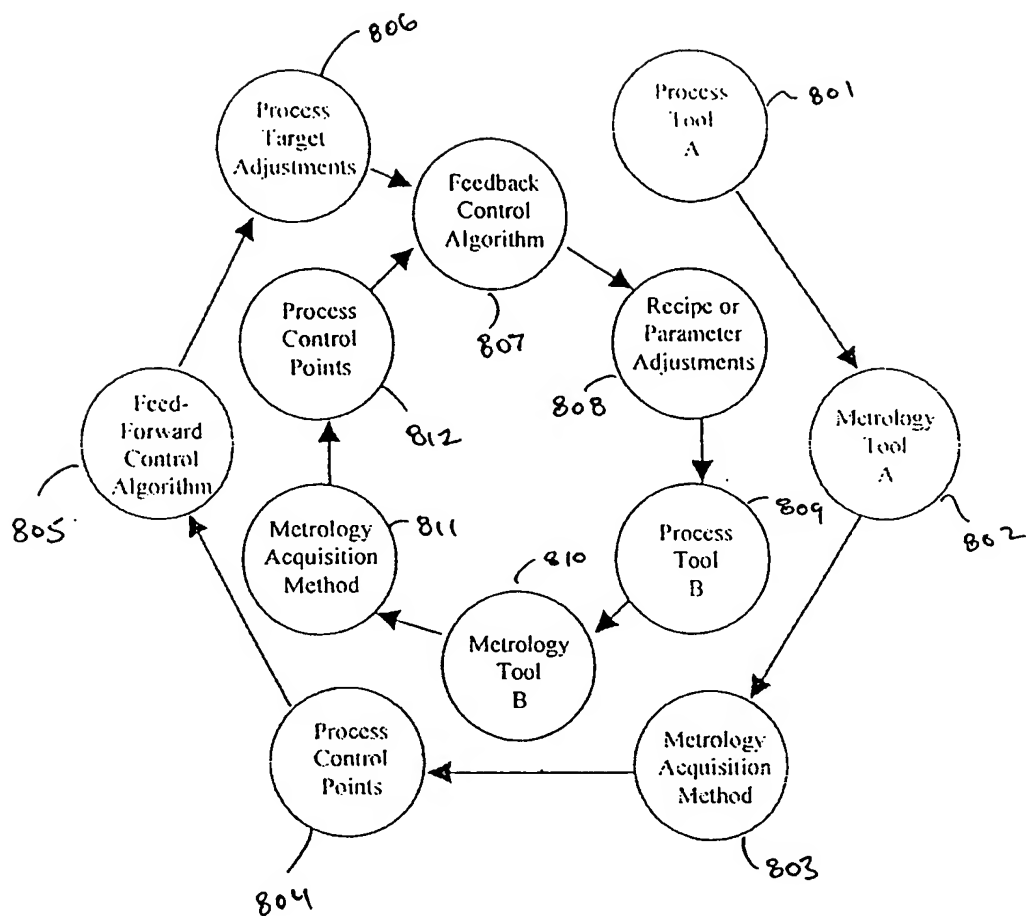 806
Process
Target
Adjustments
Process
Tool
A
801
Feedback
Control
Algorithm
807
Process
Control
Points
812
Recipe or
Parameter
Adjustments
808
Feed-
Forward
Control
Algorithm
805
Metrology
Tool
A
802
Metrology
Acquisition
Method
811
Process
Tool
B
809
Metrology
Tool
B
810
Process
Control
Points
804
Metrology
Acquisition
Method
803